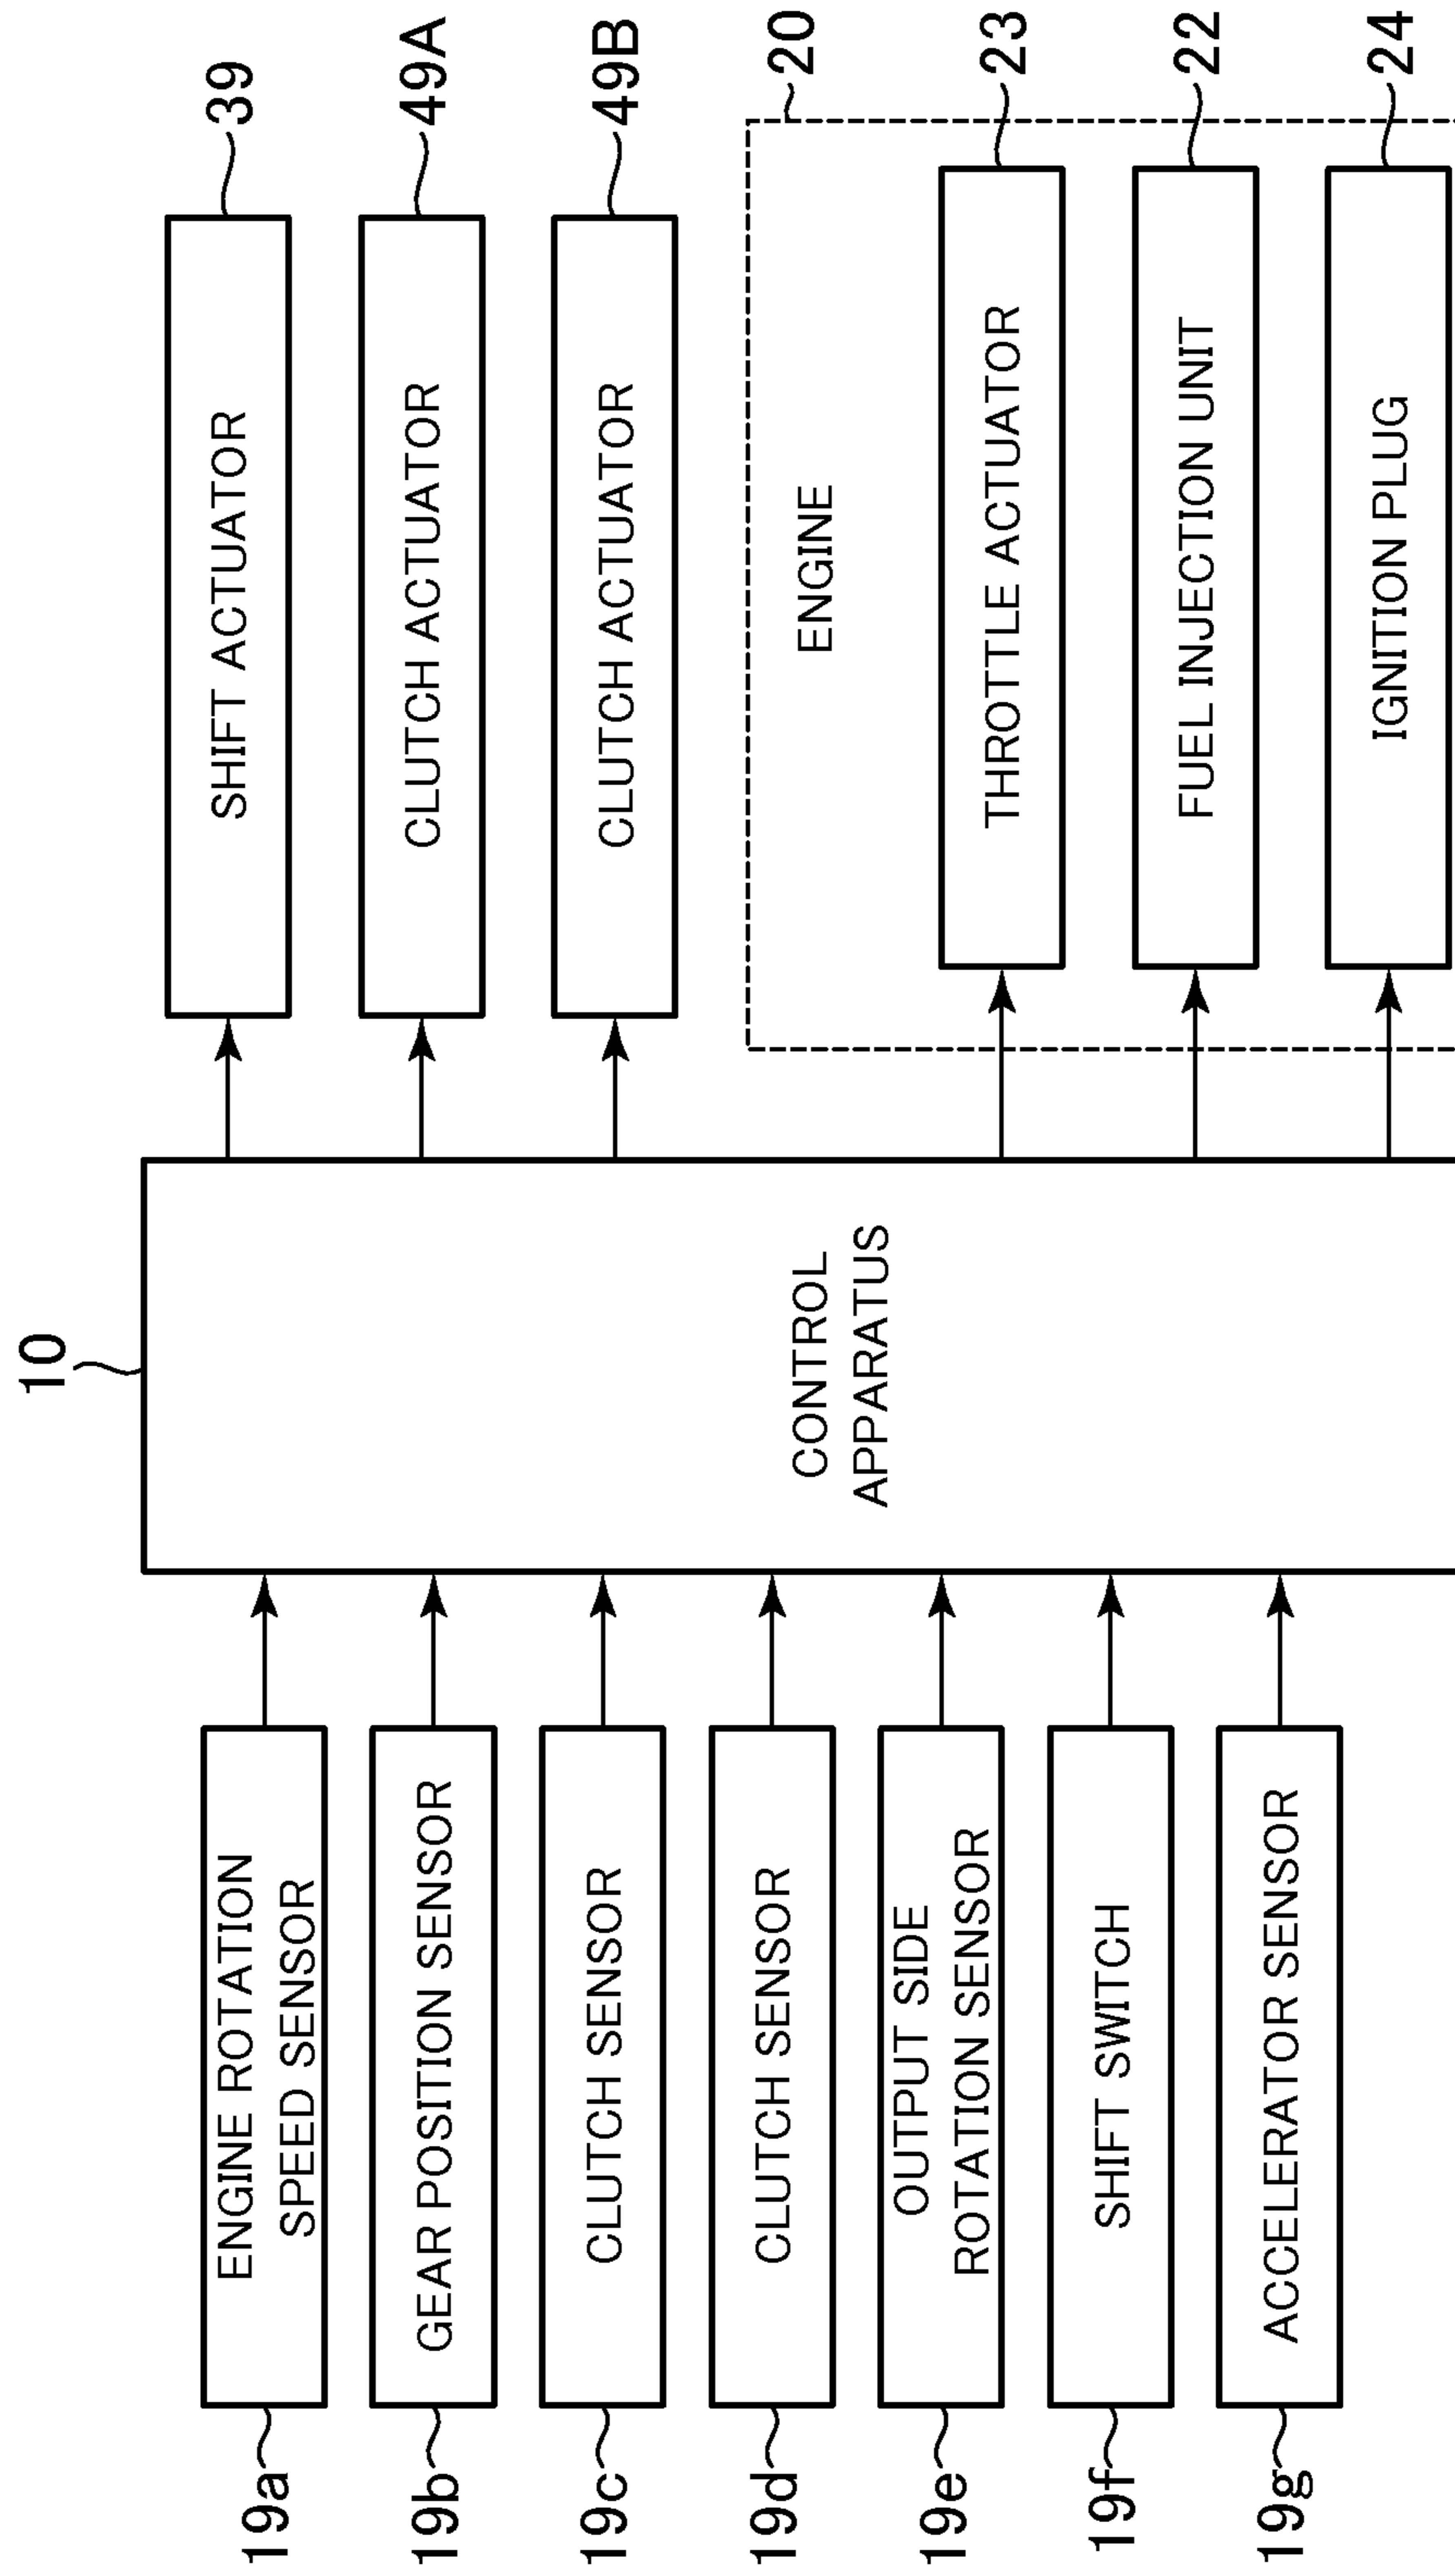 19a
ENGINE ROTATION
SPEED SENSOR
19b
GEAR POSITION SENSOR
19c
CLUTCH SENSOR
19d
CLUTCH SENSOR
19e
OUTPUT SIDE
ROTATION SENSOR
19f
SHIFT SWITCH
19g
ACCELERATOR SENSOR
10
CONTROL
APPARATUS
SHIFT ACTUATOR
39
CLUTCH ACTUATOR
49A
CLUTCH ACTUATOR
49B
ENGINE
20
THROTTLE ACTUATOR
23
FUEL INJECTION UNIT
22
IGNITION PLUG
24